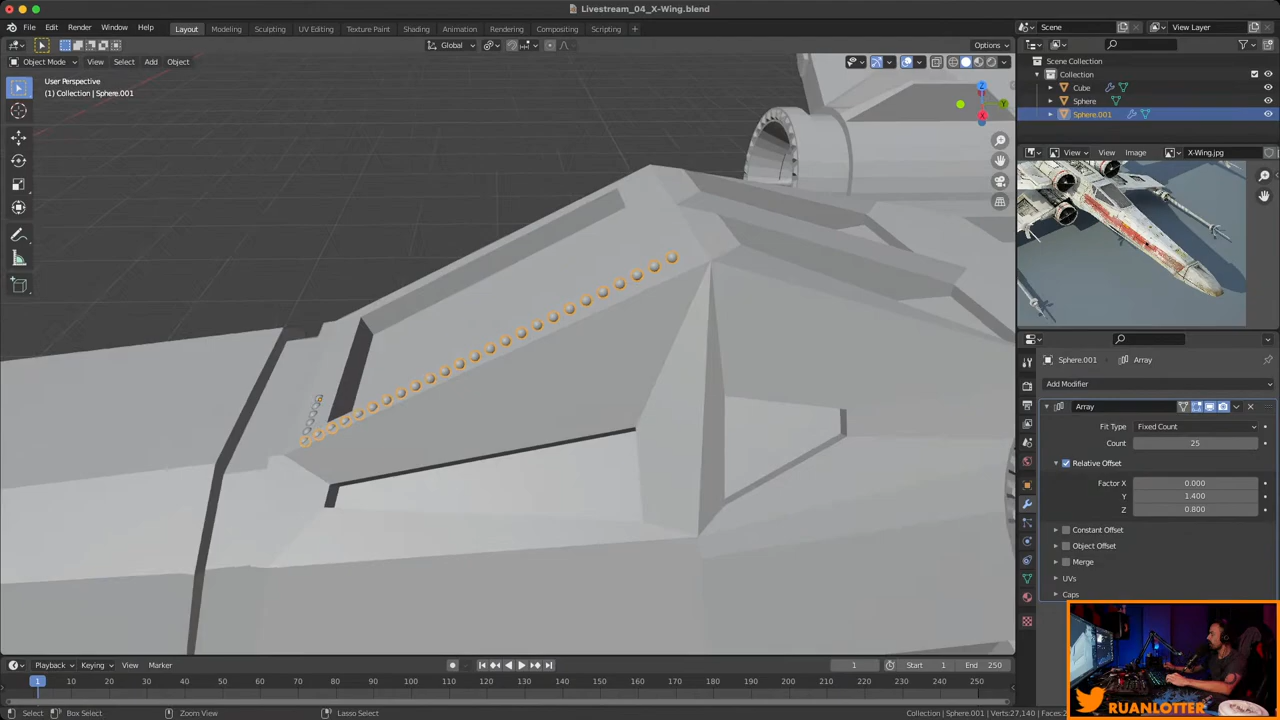 Livestream_04_X-Wing.blend
File Edit Render Window Help
Layout Modeling Sculpting UV Editing Texture Paint Shading Animation Rendering Compositing Scripting +
Scene View Layer
Global Options
Object Mode View Select Add Object
User Perspective
(1) Collection | Sphere.001
Z
Y
X
Scene Collection
Collection
Cube
Sphere
Sphere.001
View View Image X-Wing.jpg
Sphere.001 Array
Add Modifier
Array
Fit Type Fixed Count
Count 25
Relative Offset
Factor X 0.000
Y 1.400
Z 0.800
Constant Offset
Object Offset
Merge
UVs
Caps
Playback Keying View Marker 1 Start 1 End 250
1 10 20 30 40 50 60 70 80 90 100 110 120 130 140 150 160 170 180 190 200 210 220 230 240 250
Select Box Select Zoom View Lasso Select Collection | Sphere.001 | Verts:27,140 | Faces:2
RUANLOTTER